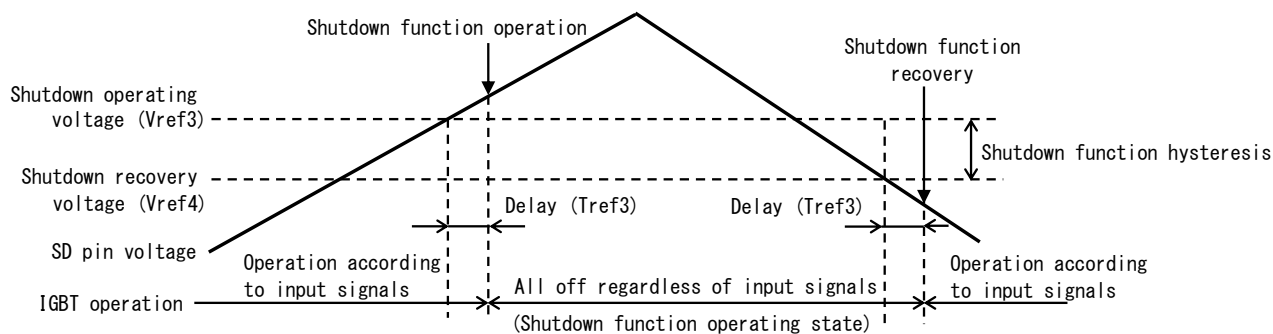 Shutdown function operation
Shutdown function
recovery
Shutdown operating
voltage (Vref3)
Shutdown function hysteresis
Shutdown recovery
voltage (Vref4)
Delay (Tref3)
Delay (Tref3)
SD pin voltage
Operation according
to input signals
All off regardless of input signals
Operation according
to input signals
IGBT operation
(Shutdown function operating state)